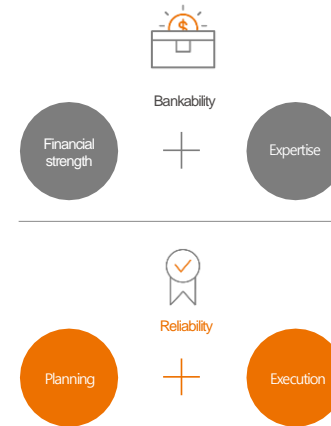 $
Bankability
Financial
strength
Expertise
Reliability
Planning
Execution